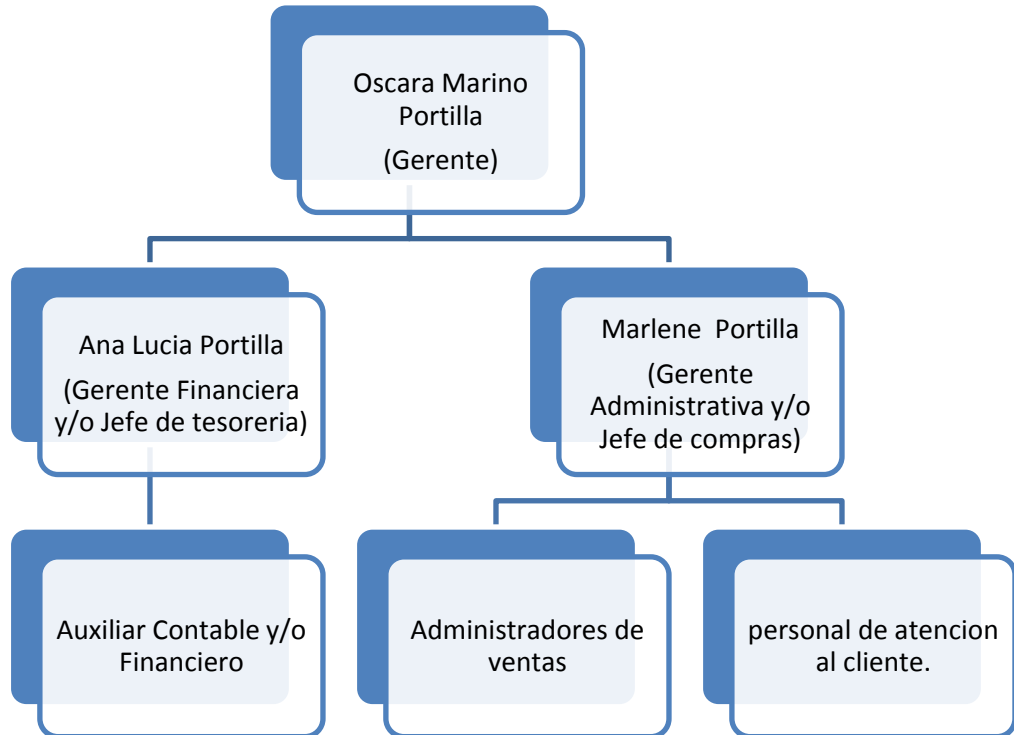 Oscara Marino
Portilla
(Gerente)
Ana Lucia Portilla
(Gerente Financiera
y/o Jefe de tesoreria)
Marlene Portilla
(Gerente
Administrativa y/o
Jefe de compras)
Auxiliar Contable y/o
Financiero
Administradores de
ventas
personal de atencion
al cliente.